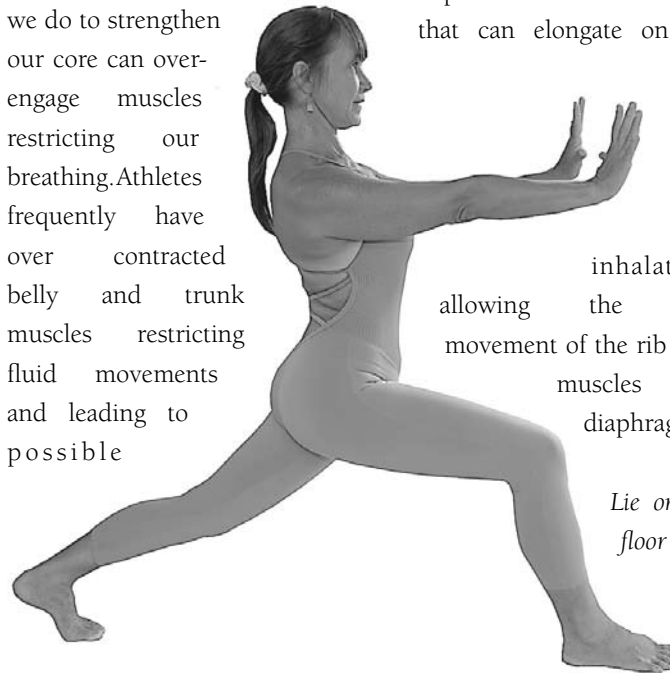 we do to strengthen
our core can over-
engage muscles
restricting our
breathing.Athletes
frequently have
over contracted
belly and trunk
muscles restricting
fluid movements
and leading to
possible
that can elongate on
inhalat
allowing the
movement of the rib
muscles
diaphrag
Lie on
floor